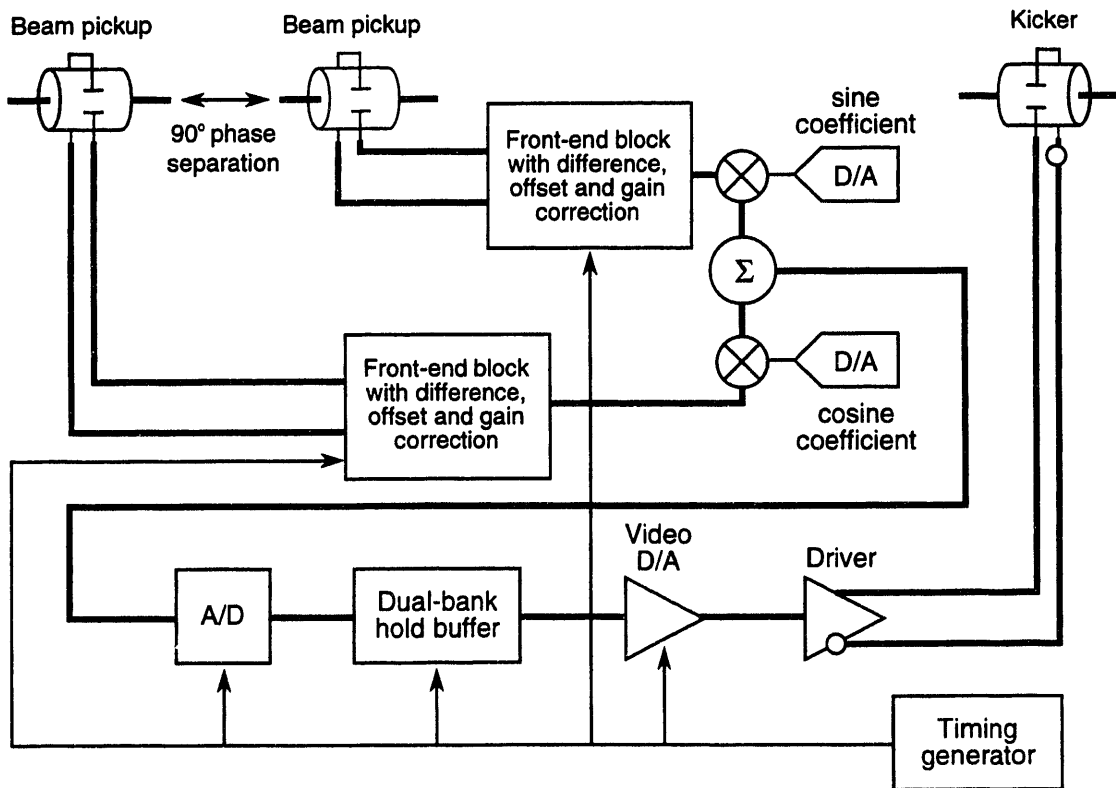 Beam pickup
Beam pickup
Kicker
90° phase
separation
Front-end block
with difference,
offset and gain
correction
sine
coefficient
D/A
Σ
Front-end block
with difference,
offset and gain
correction
D/A
cosine
coefficient
A/D
Dual-bank
hold buffer
Video
D/A
Driver
Timing
generator